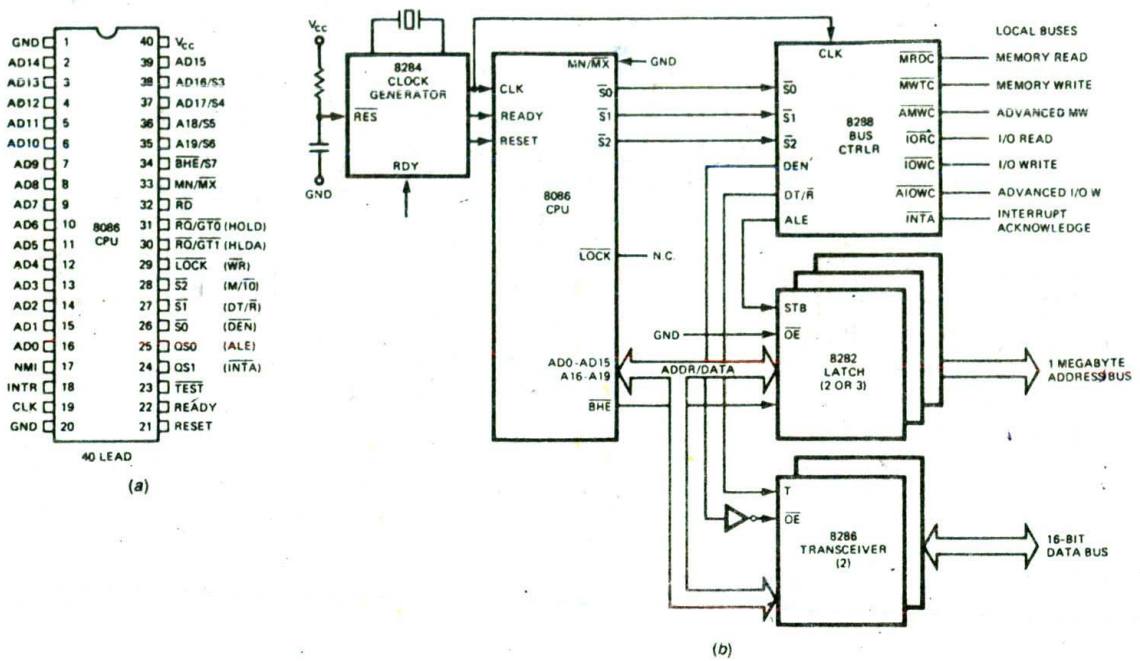 GND 1 40 VCC
AD14 2 39 AD15
AD13 3 38 AD16/S3
AD12 4 37 AD17/S4
AD11 5 36 A18/S5
AD10 6 35 A19/S6
AD9 7 34 BHE/S7
AD8 8 33 MN/MX
AD7 9 32 RD
AD6 10 31 RQ/GT0 (HOLD)
AD5 11 30 RQ/GT1 (HLDA)
AD4 12 29 LOCK (WR)
AD3 13 28 S2 (M/IO)
AD2 14 27 S1 (DT/R)
AD1 15 26 S0 (DEN)
AD0 16 25 QS0 (ALE)
NMI 17 24 QS1 (INTA)
INTR 18 23 TEST
CLK 19 22 READY
GND 20 21 RESET
8086
CPU
40 LEAD
(a)
VCC
GND
8284
CLOCK
GENERATOR
RES
RDY
CLK
READY
RESET
MN/MX
GND
S0
S1
S2
8086
CPU
LOCK
N.C.
AD0-AD15
A16-A19
BHE
ADDR/DATA
CLK
S0
S1
S2
DEN
DT/R
ALE
8288
BUS
CTRLR
MRDC
MWTC
AMWC
IORC
IOWC
AIOWC
INTA
LOCAL BUSES
MEMORY READ
MEMORY WRITE
ADVANCED MW
I/O READ
I/O WRITE
ADVANCED I/O W
INTERRUPT
ACKNOWLEDGE
STB
GND
OE
8282
LATCH
(2 OR 3)
1 MEGABYTE
ADDRESS BUS
T
OE
8286
TRANSCEIVER
(2)
16-BIT
DATA BUS
(b)